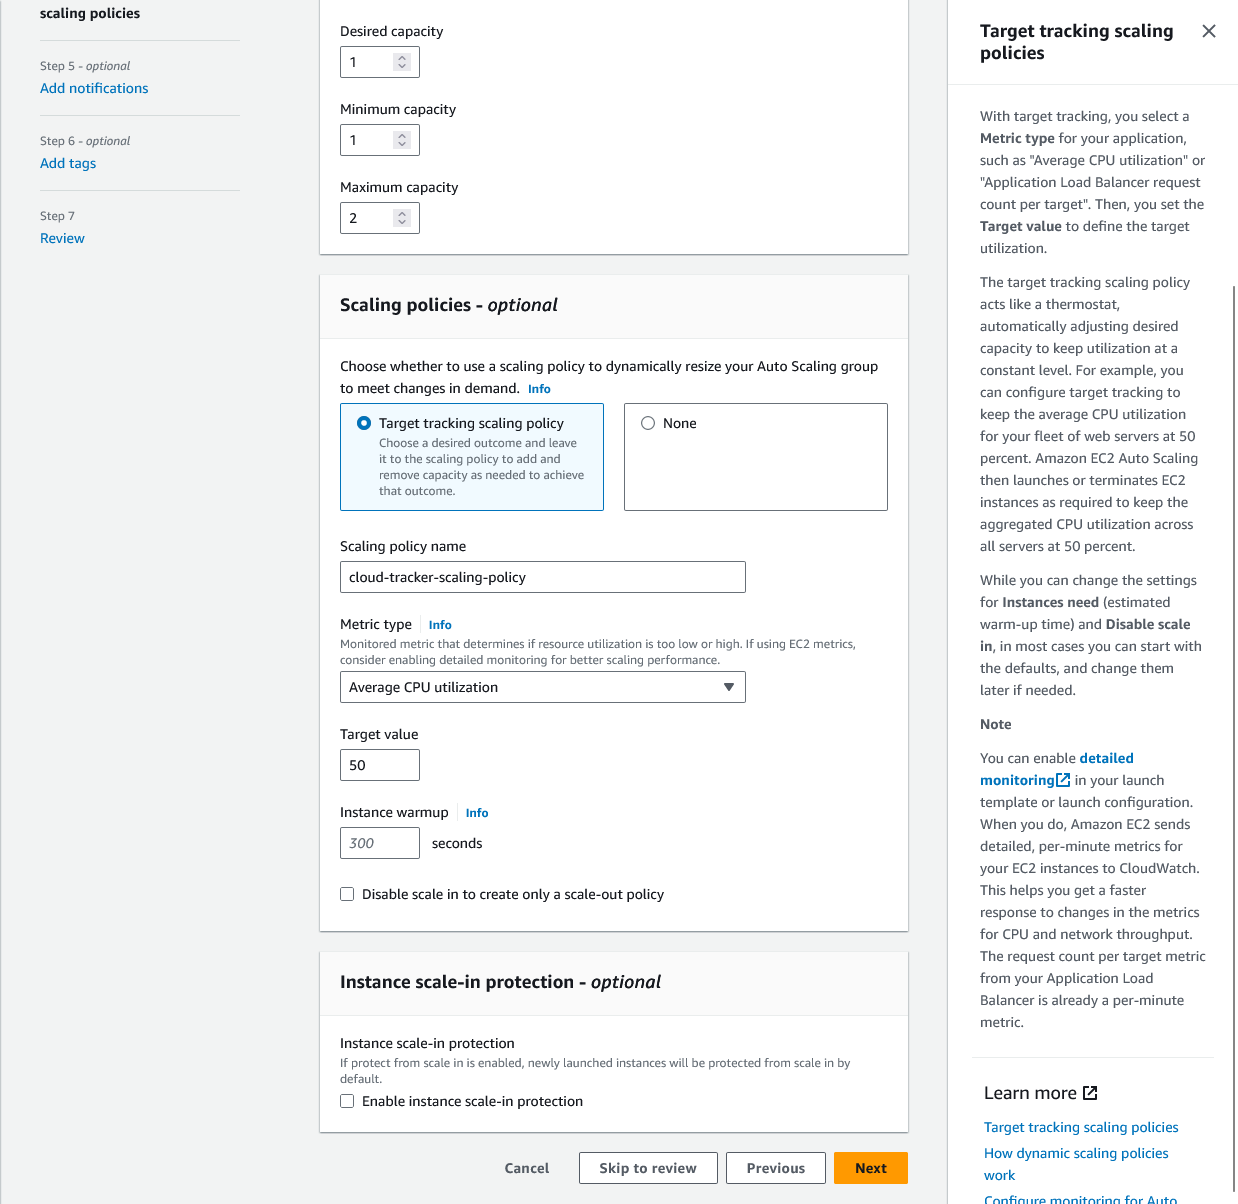 scaling policies
Step 5 - optional
Add notifications
Step 6 - optional
Add tags
Step 7
Review
Desired capacity
1
Minimum capacity
1
Maximum capacity
2
Scaling policies - optional
Choose whether to use a scaling policy to dynamically resize your Auto Scaling group
to meet changes in demand. Info
Target tracking scaling policy
Choose a desired outcome and leave
it to the scaling policy to add and
remove capacity as needed to achieve
that outcome.
None
Scaling policy name
cloud-tracker-scaling-policy
Metric type Info
Monitored metric that determines if resource utilization is too low or high. If using EC2 metrics,
consider enabling detailed monitoring for better scaling performance.
Average CPU utilization
Target value
50
Instance warmup Info
300 seconds
Disable scale in to create only a scale-out policy
Instance scale-in protection - optional
Instance scale-in protection
If protect from scale in is enabled, newly launched instances will be protected from scale in by
default.
Enable instance scale-in protection
Cancel Skip to review Previous Next
Target tracking scaling
policies
With target tracking, you select a
Metric type for your application,
such as "Average CPU utilization" or
"Application Load Balancer request
count per target". Then, you set the
Target value to define the target
utilization.
The target tracking scaling policy
acts like a thermostat,
automatically adjusting desired
capacity to keep utilization at a
constant level. For example, you
can configure target tracking to
keep the average CPU utilization
for your fleet of web servers at 50
percent. Amazon EC2 Auto Scaling
then launches or terminates EC2
instances as required to keep the
aggregated CPU utilization across
all servers at 50 percent.
While you can change the settings
for Instances need (estimated
warm-up time) and Disable scale
in, in most cases you can start with
the defaults, and change them
later if needed.
Note
You can enable detailed
monitoring in your launch
template or launch configuration.
When you do, Amazon EC2 sends
detailed, per-minute metrics for
your EC2 instances to CloudWatch.
This helps you get a faster
response to changes in the metrics
for CPU and network throughput.
The request count per target metric
from your Application Load
Balancer is already a per-minute
metric.
Learn more
Target tracking scaling policies
How dynamic scaling policies
work
Configure monitoring for Auto